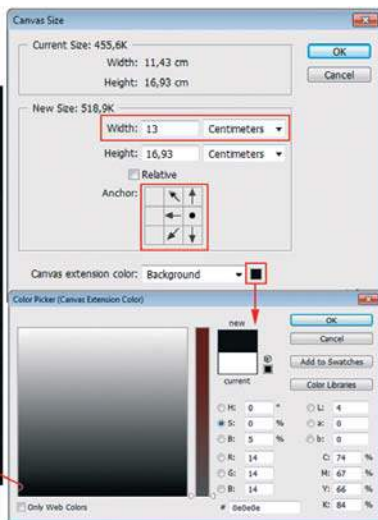 Canvas Size
Current Size: 455,6K
Width: 11,43 cm
Height: 16,93 cm
OK
Cancel
New Size: 518,9K
Width: 13 Centimeters
Height: 16,93 Centimeters
Relative
Anchor:
Canvas extension color: Background
Color Picker (Canvas Extension Color)
new
current
OK
Cancel
Add to Swatches
Color Libraries
H: 0 ° L: 4
S: 0 % a: 0
B: 5 % b: 0
R: 14 C: 74 %
G: 14 M: 67 %
B: 14 Y: 66 %
# 0e0e0e K: 84 %
Only Web Colors